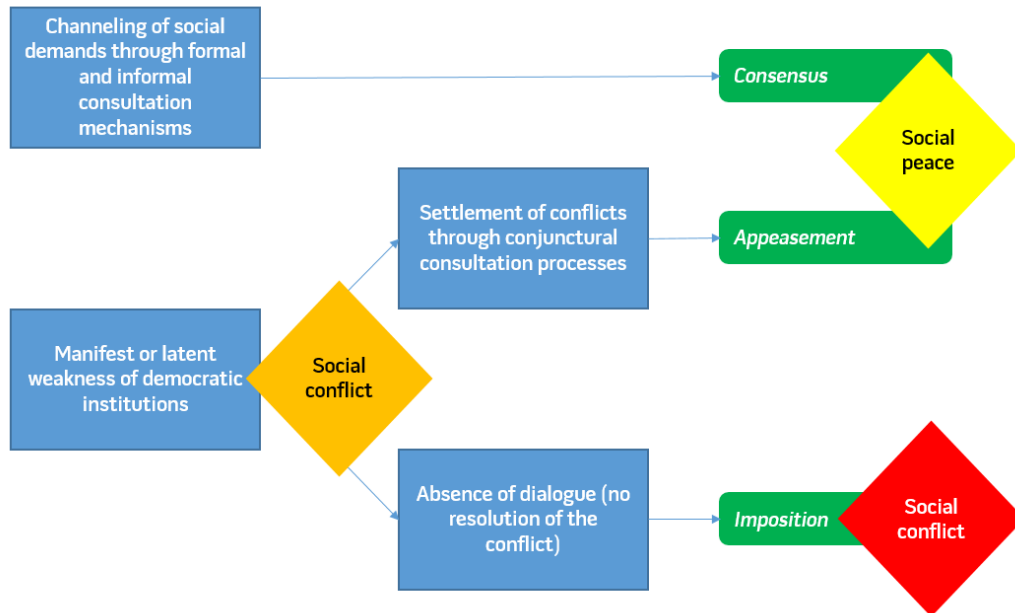 Channeling of social
demands through formal
and informal
consultation
mechanisms
Consensus
Social
peace
Settlement of conflicts
through conjunctural
consultation processes
Appeasement
Manifest or latent
weakness of democratic
institutions
Social
conflict
Absence of dialogue (no
resolution of the
conflict)
Imposition
Social
conflict